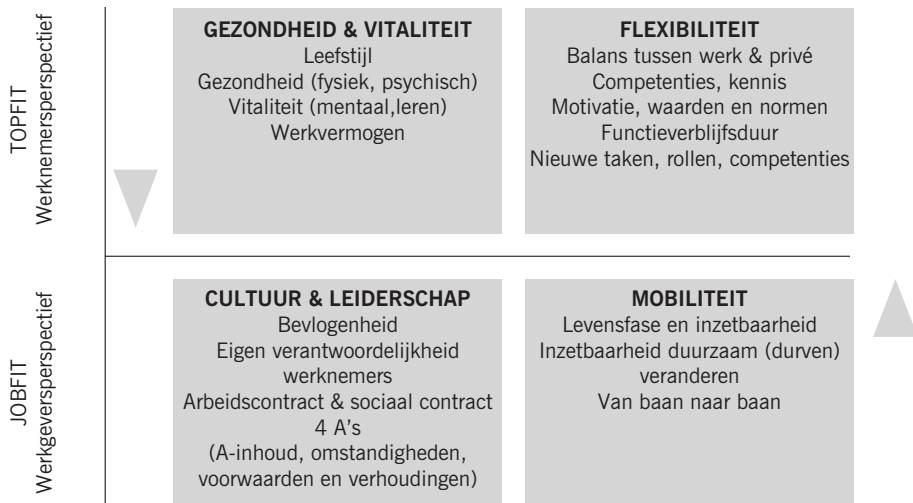 TOPFIT
Werknemersperspectief
GEZONDHEID & VITALITEIT
Leefstijl
Gezondheid (fysiek, psychisch)
Vitaliteit (mentaal,leren)
Werkvermogen
FLEXIBILITEIT
Balans tussen werk & privé
Competenties, kennis
Motivatie, waarden en normen
Functieverblijfsduur
Nieuwe taken, rollen, competenties
JOBFIT
Werkgeversperspectief
CULTUUR & LEIDERSCHAP
Bevlogenheid
Eigen verantwoordelijkheid
werknemers
Arbeidscontract & sociaal contract
4 A's
(A-inhoud, omstandigheden,
voorwaarden en verhoudingen)
MOBILITEIT
Levensfase en inzetbaarheid
Inzetbaarheid duurzaam (durven)
veranderen
Van baan naar baan